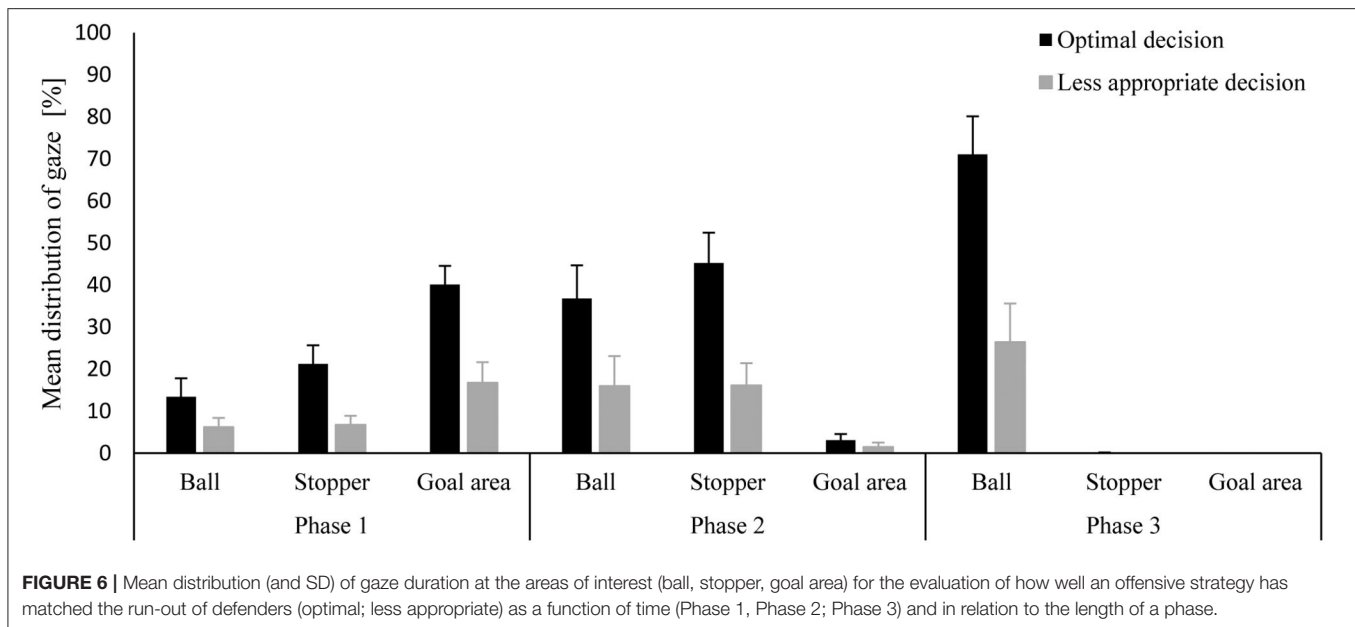 100
90
80
70
60
50
40
30
20
10
0
Mean distribution of gaze [%]
Optimal decision
Less appropriate decision
Ball Stopper Goal area Ball Stopper Goal area Ball Stopper Goal area
Phase 1 Phase 2 Phase 3
FIGURE 6 | Mean distribution (and SD) of gaze duration at the areas of interest (ball, stopper, goal area) for the evaluation of how well an offensive strategy has
matched the run-out of defenders (optimal; less appropriate) as a function of time (Phase 1, Phase 2; Phase 3) and in relation to the length of a phase.